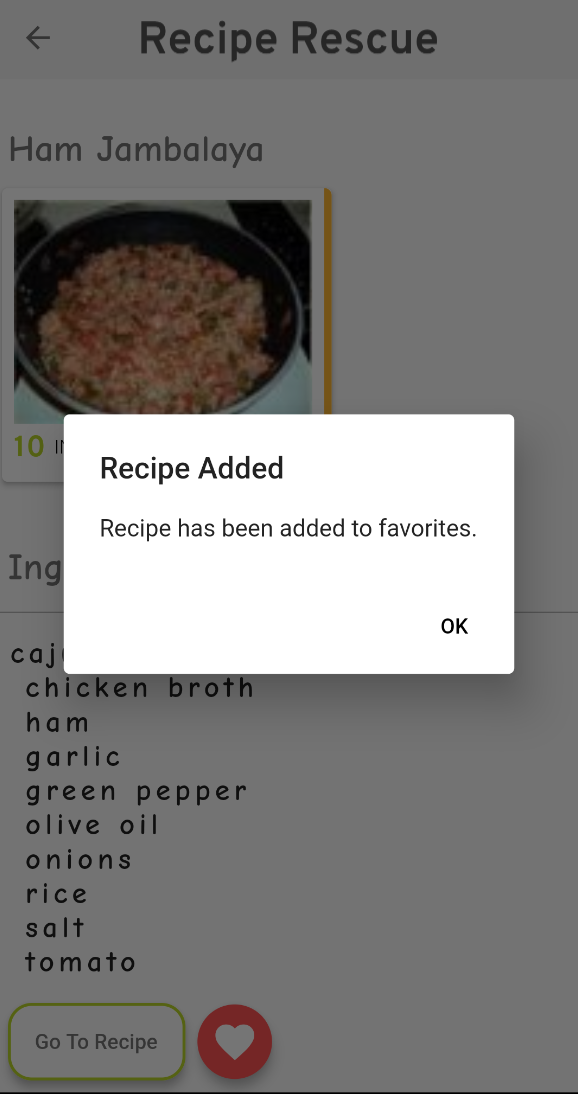 Recipe Rescue
Ham Jambalaya
10
Recipe Added
Recipe has been added to favorites.
OK
chicken broth
ham
garlic
green pepper
olive oil
onions
rice
salt
tomato
Go To Recipe